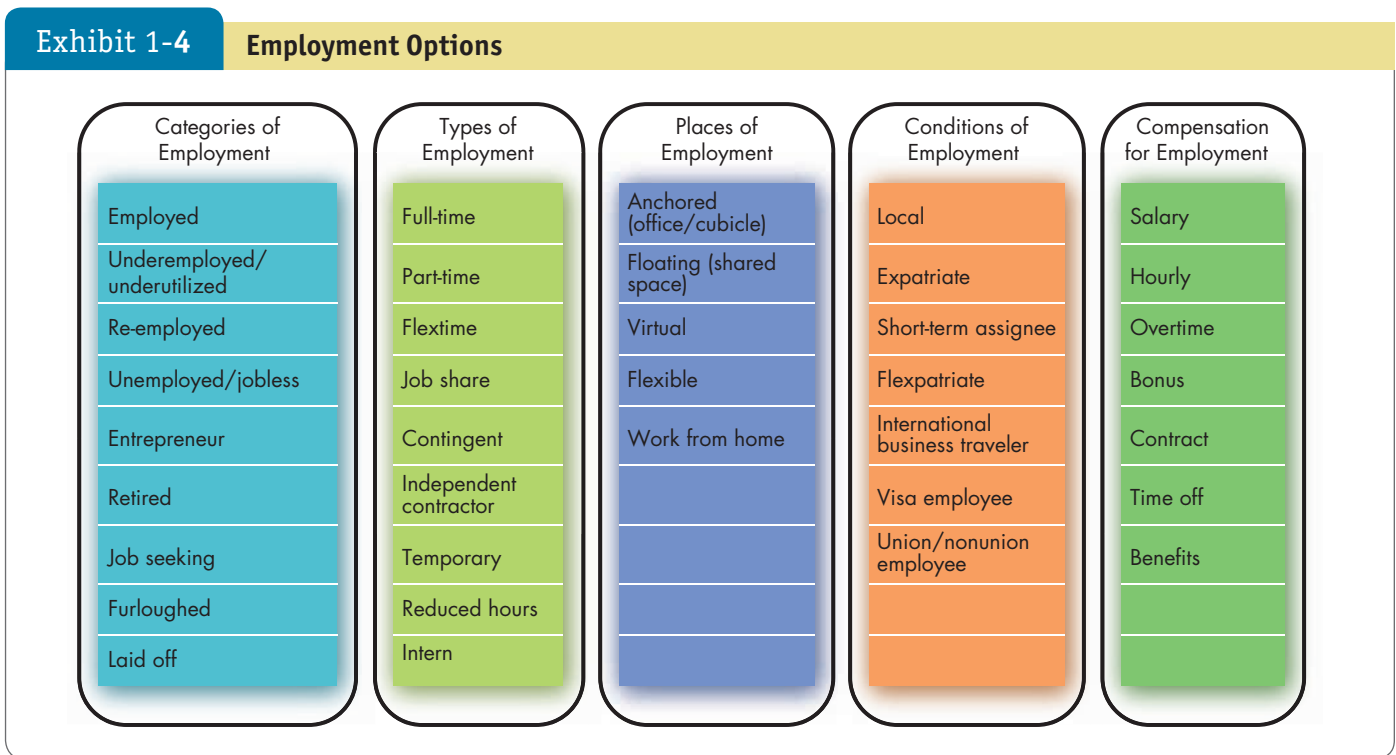 Exhibit 1-4
Employment Options
Categories of
Employment
Employed
Underemployed/
underutilized
Re-employed
Unemployed/jobless
Entrepreneur
Retired
Job seeking
Furloughed
Laid off
Types of
Employment
Full-time
Part-time
Flextime
Job share
Contingent
Independent
contractor
Temporary
Reduced hours
Intern
Places of
Employment
Anchored
(office/cubicle)
Floating (shared
space)
Virtual
Flexible
Work from home
Conditions of
Employment
Local
Expatriate
Short-term assignee
Flexpatriate
International
business traveler
Visa employee
Union/nonunion
employee
Compensation
for Employment
Salary
Hourly
Overtime
Bonus
Contract
Time off
Benefits